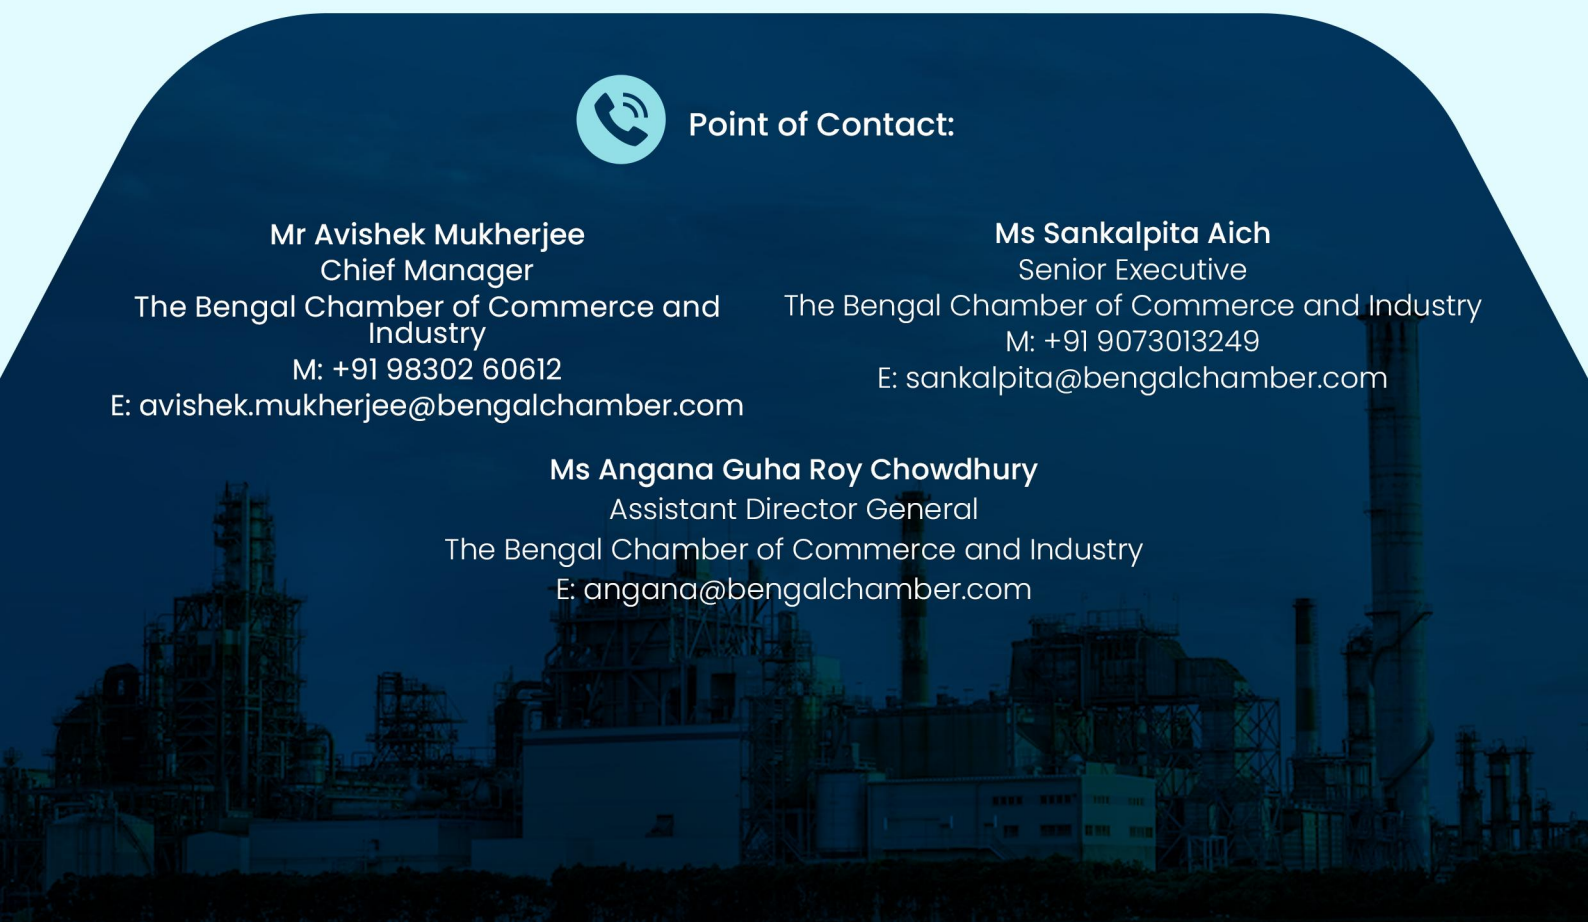 Point of Contact:
Mr Avishek Mukherjee
Chief Manager
The Bengal Chamber of Commerce and
Industry
M: +91 98302 60612
E: avishek.mukherjee@bengalchamber.com
Ms Sankalpita Aich
Senior Executive
The Bengal Chamber of Commerce and Industry
M: +91 9073013249
E: sankalpita@bengalchamber.com
Ms Angana Guha Roy Chowdhury
Assistant Director General
The Bengal Chamber of Commerce and Industry
E: angana@bengalchamber.com